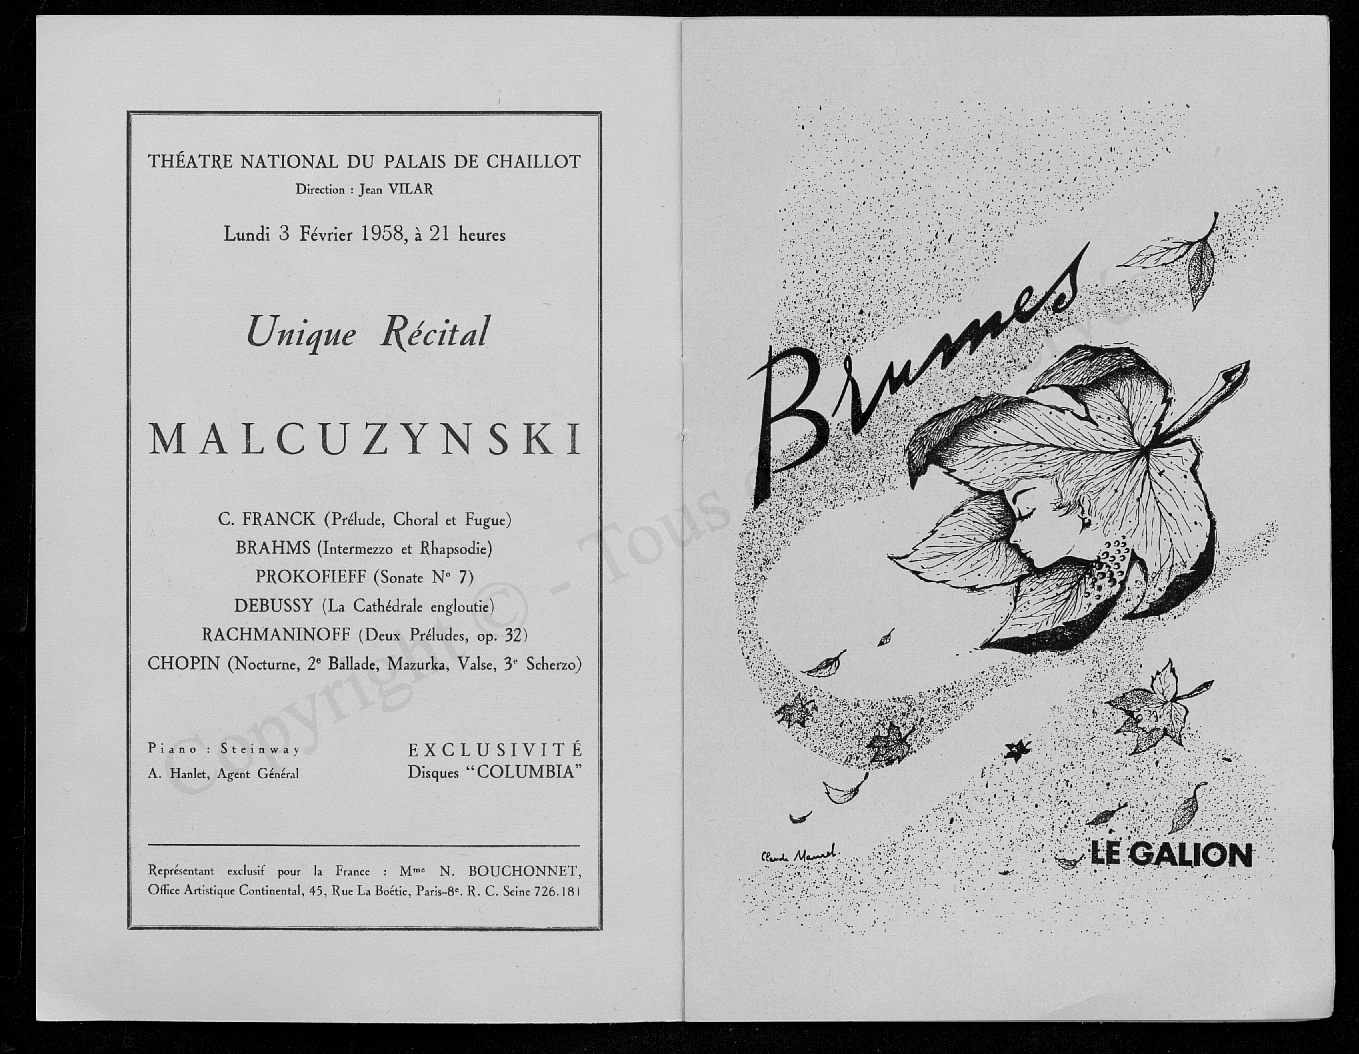 THÉATRE NATIONAL DU PALAIS DE CHAILLOT
Direction : Jean VILAR
Lundi 3 Février 1958, à 21 heures
Unique Récital
MALCUZYNSKI
C. FRANCK (Prélude, Choral et Fugue)
BRAHMS (Intermezzo et Rhapsodie)
PROKOFIEFF (Sonate N° 7)
DEBUSSY (La Cathédrale engloutie)
RACHMANINOFF (Deux Préludes, op. 32)
CHOPIN (Nocturne, 2e Ballade, Mazurka, Valse, 3e Scherzo)
Piano : Steinway
A. Hanlet, Agent Général
EXCLUSIVITÉ
Disques “COLUMBIA”
Représentant exclusif pour la France : Mme N. BOUCHONNET,
Office Artistique Continental, 45, Rue La Boétie, Paris-8e. R. C. Seine 726.181
Brumes
Claude Maurel
LE GALION
Copyright © - Tous